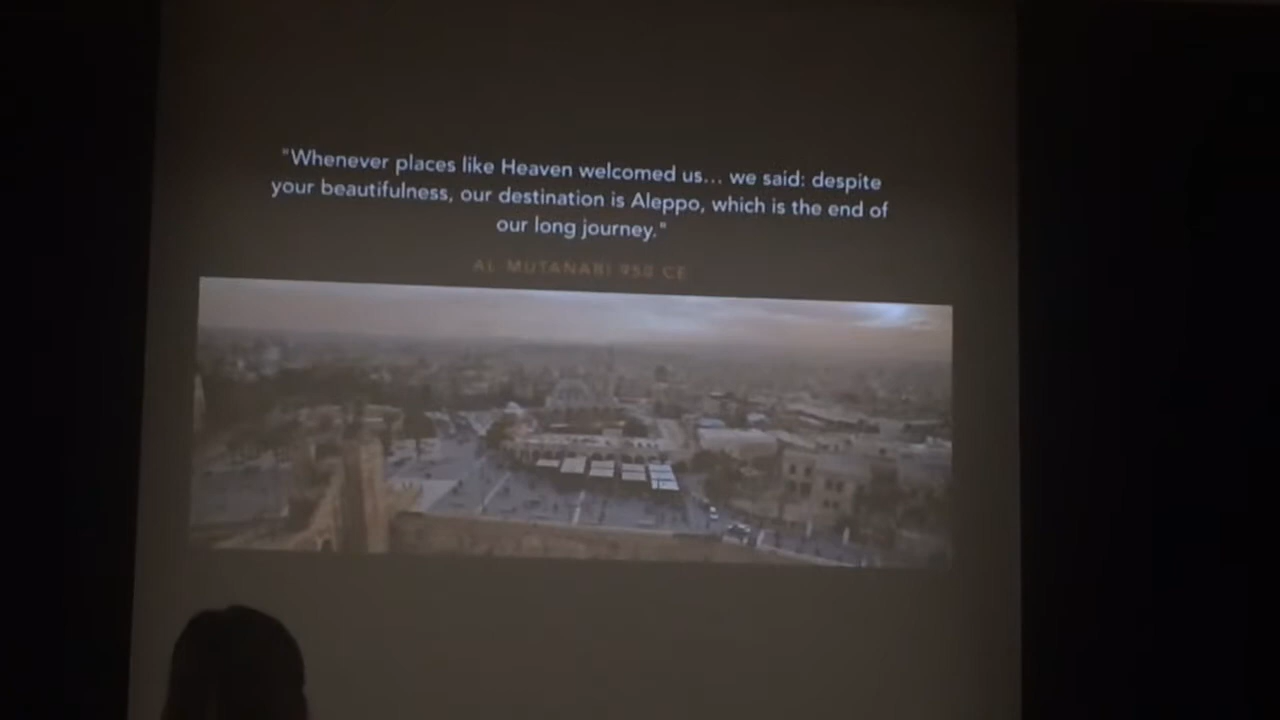 "Whenever places like Heaven welcomed us... we said: despite
your beautifulness, our destination is Aleppo, which is the end of
our long journey."
AL MUTANABI 958 CE